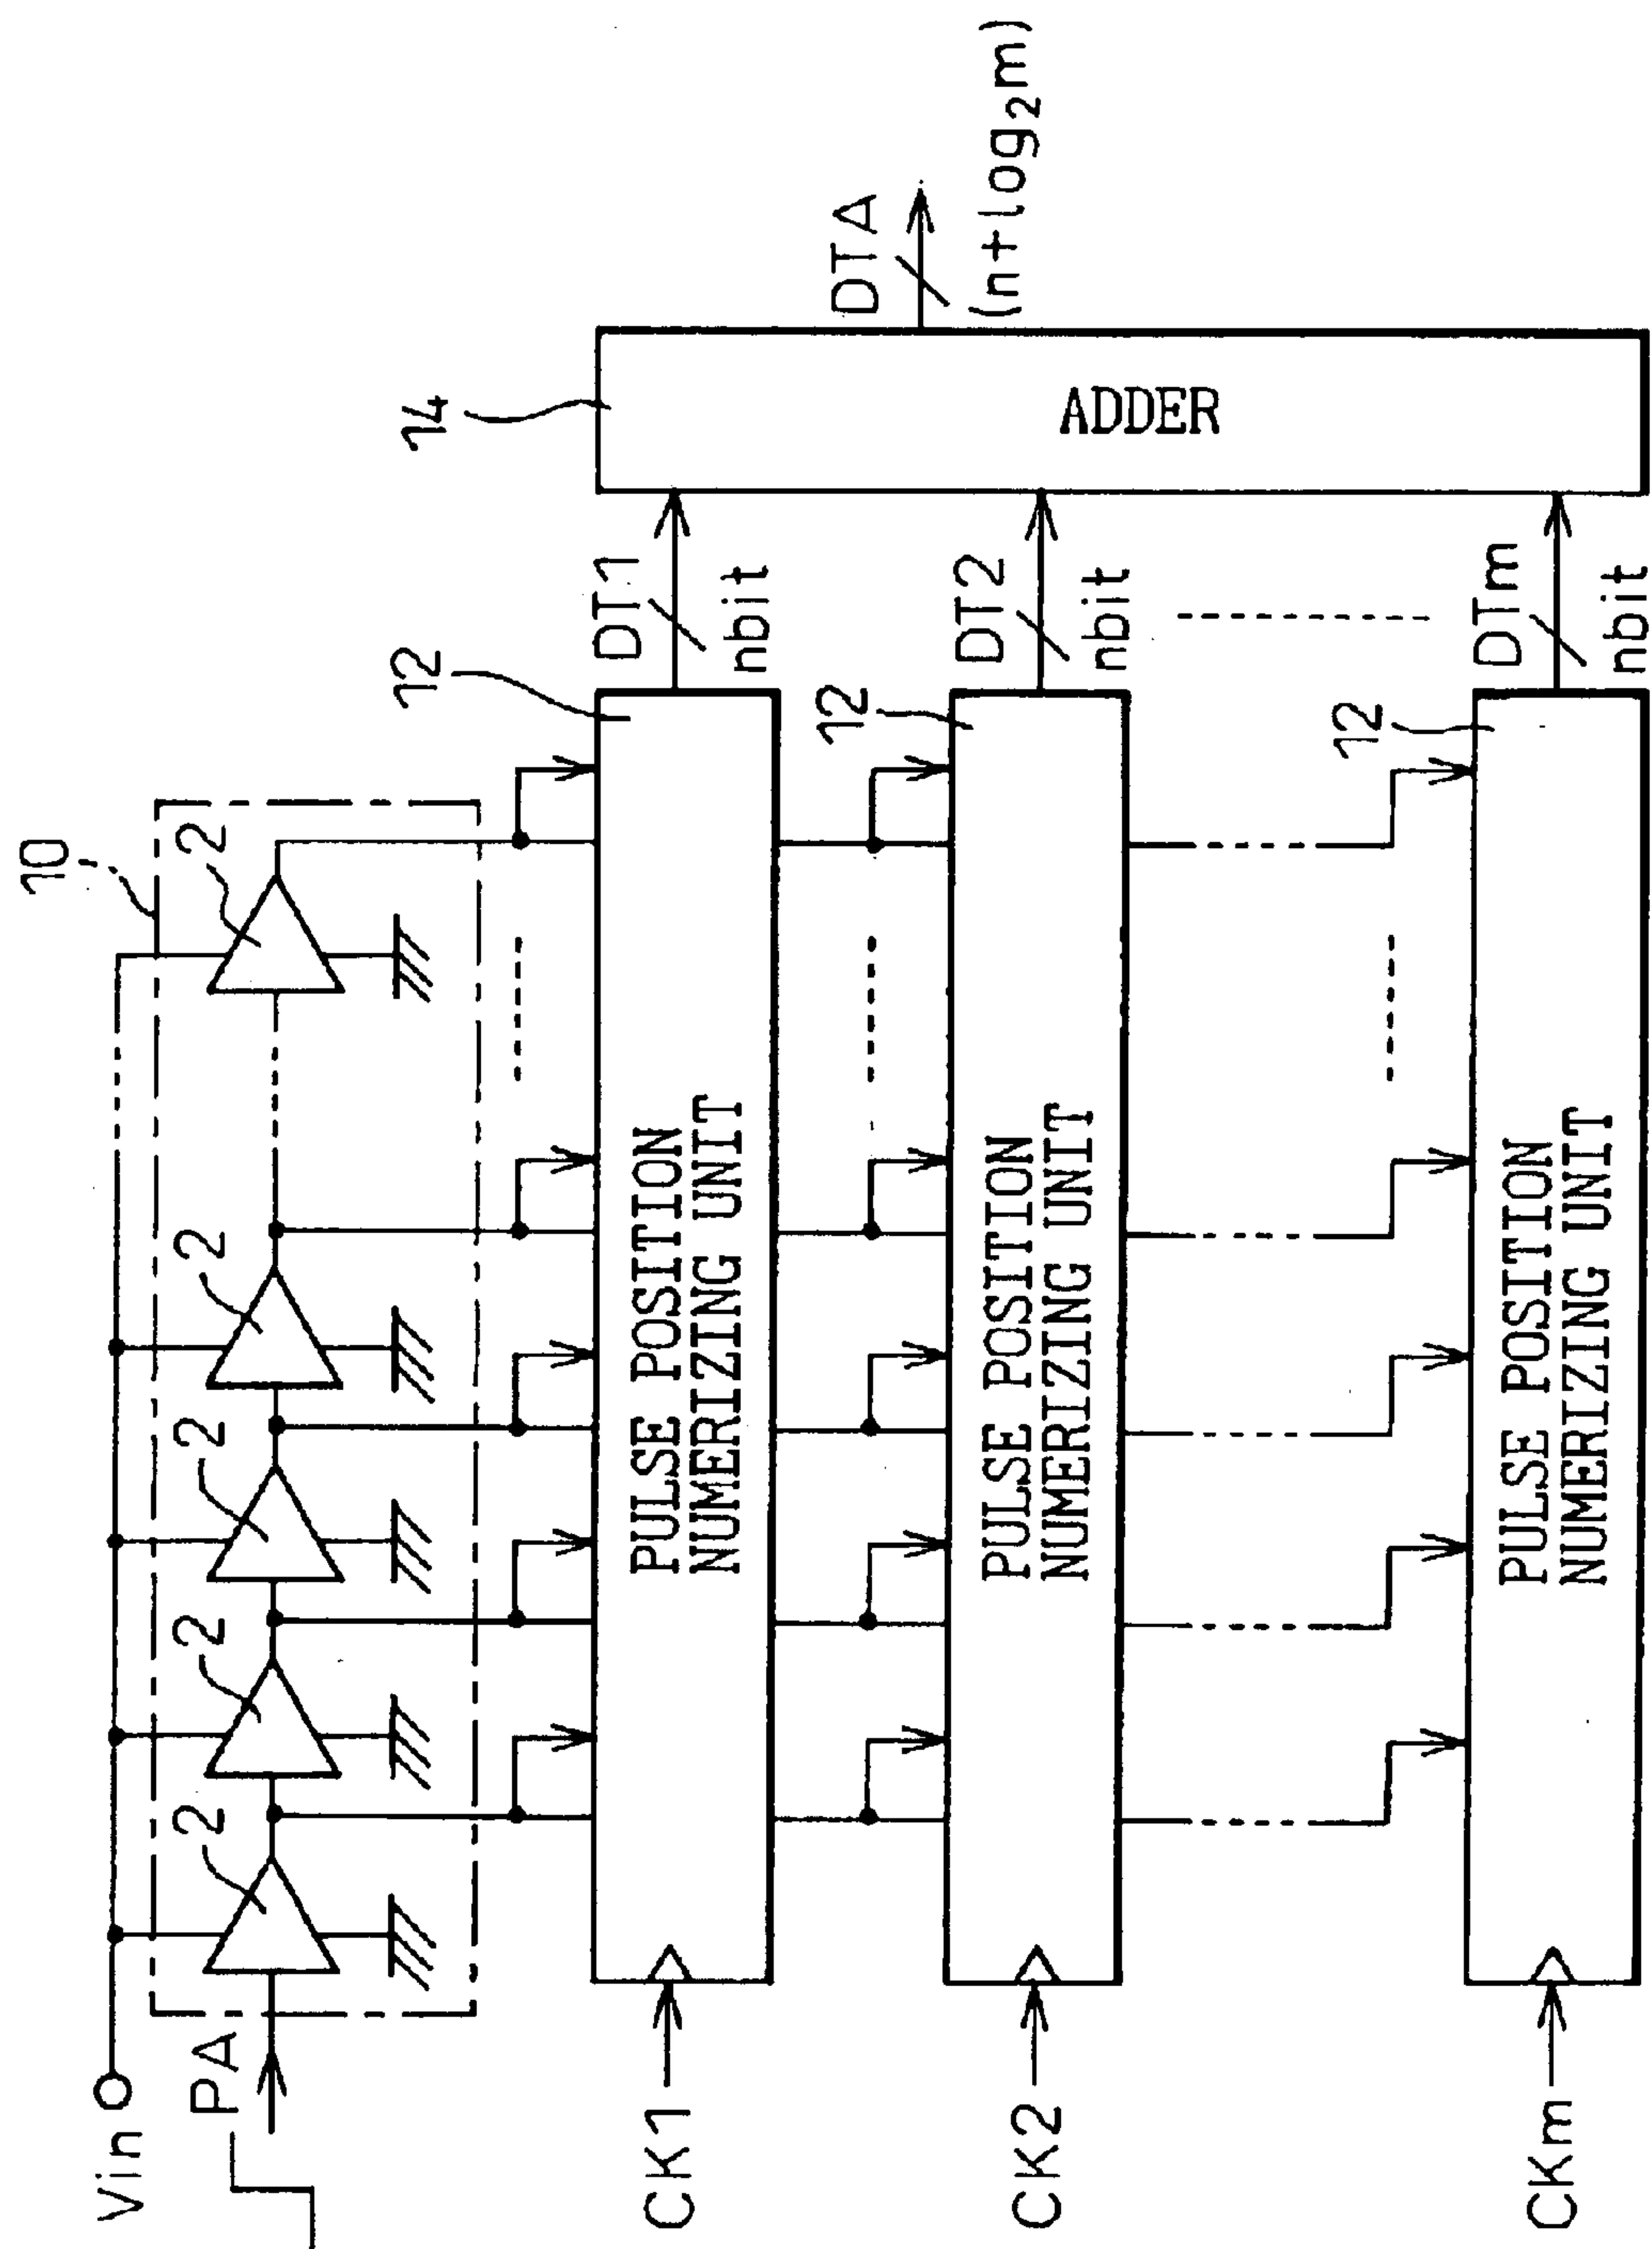 Vin
PA
10
2
2
2
2
2
12
PULSE POSITION
NUMERIZING UNIT
CK1
DT1
nbit
12
PULSE POSITION
NUMERIZING UNIT
CK2
DT2
nbit
12
PULSE POSITION
NUMERIZING UNIT
CKm
DTm
nbit
14
ADDER
DTA
(n+log₂m)